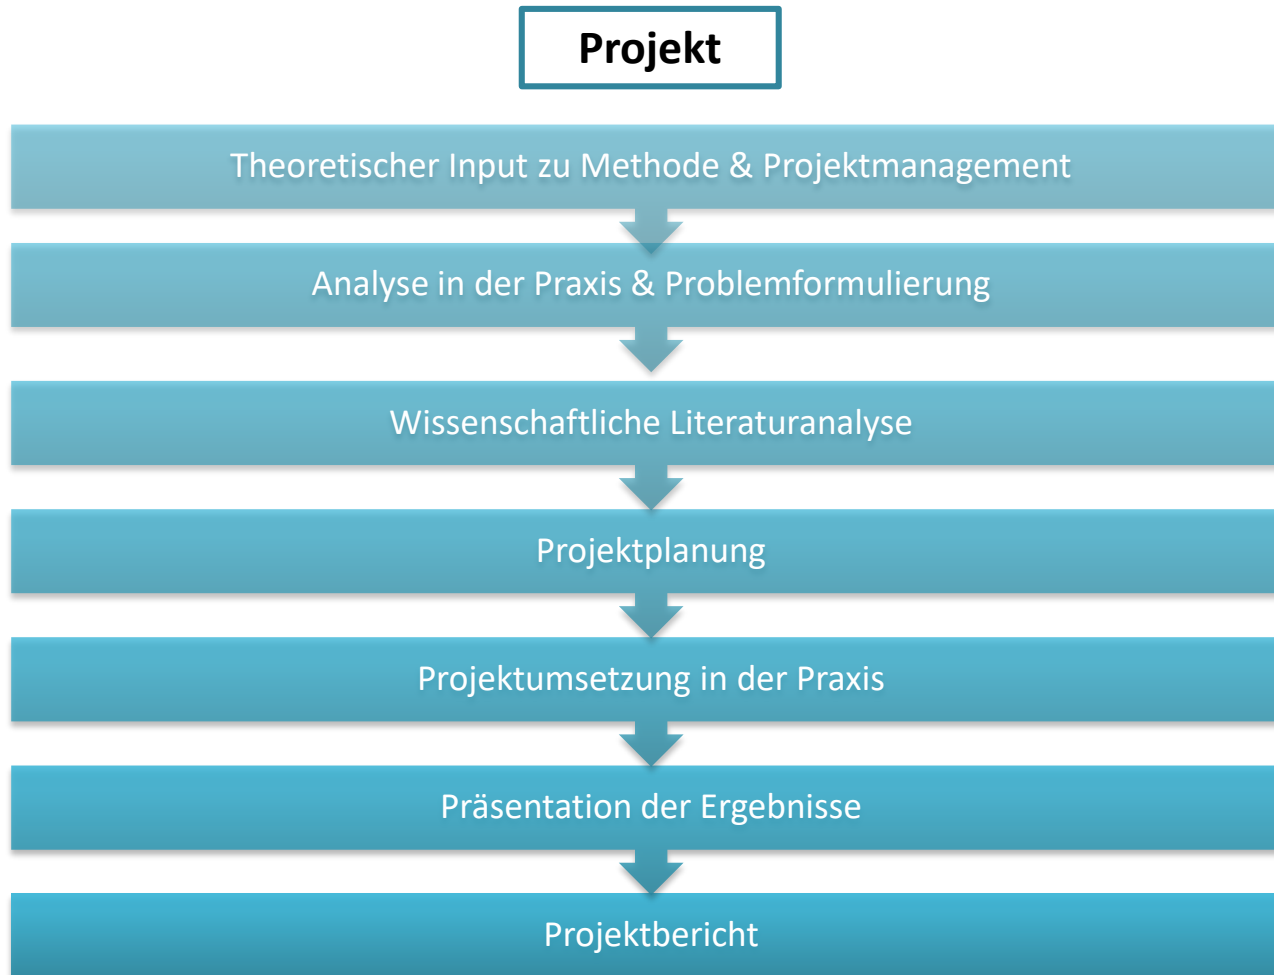 Projekt
Theoretischer Input zu Methode & Projektmanagement
Analyse in der Praxis & Problemformulierung
Wissenschaftliche Literaturanalyse
Projektplanung
Projektumsetzung in der Praxis
Präsentation der Ergebnisse
Projektbericht